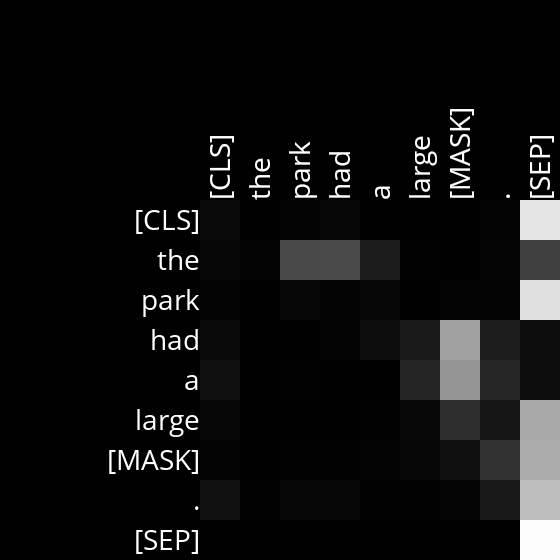 [CLS] the park had a large [MASK] . [SEP]
[CLS]
the
park
had
a
large
[MASK]
.
[SEP]